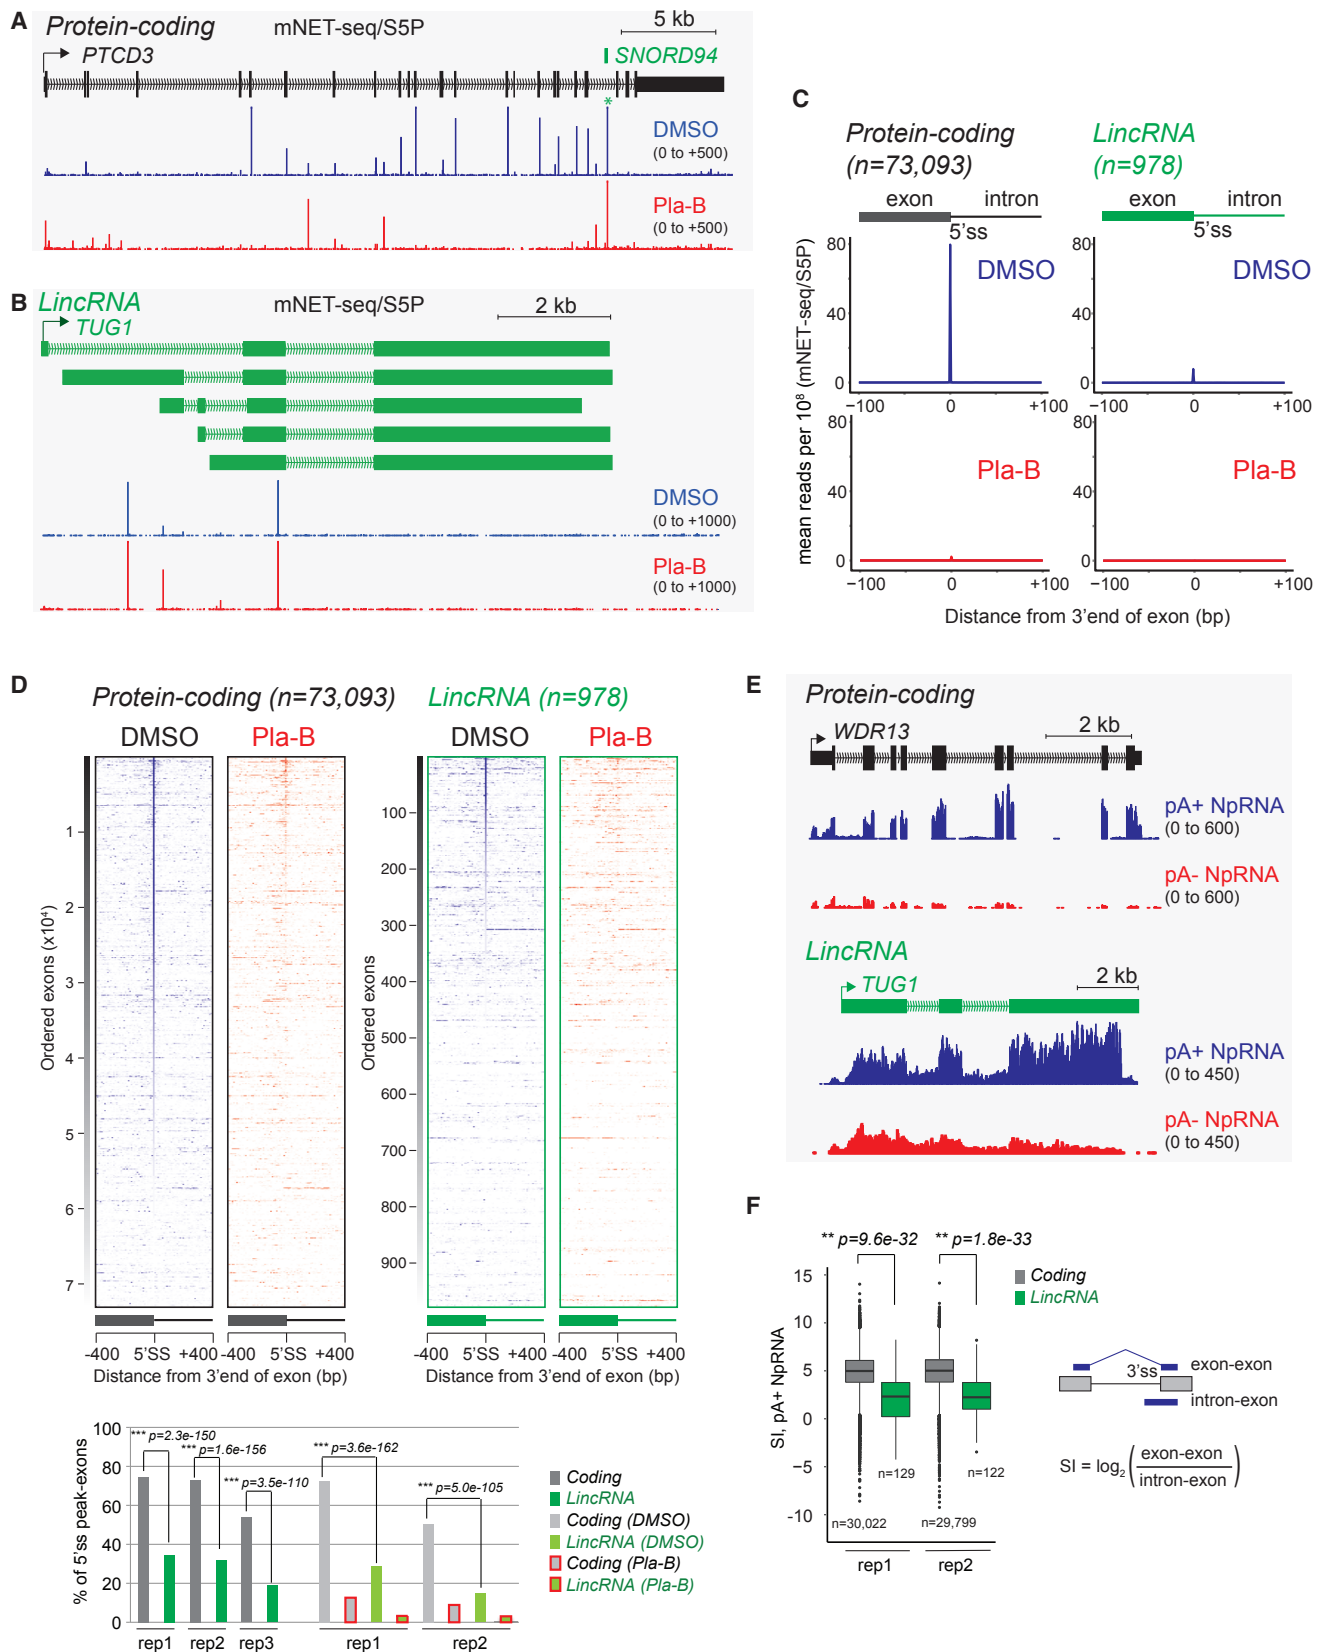 A
Protein-coding
mNET-seq/S5P
5 kb
PTCD3
SNORD94
*
DMSO
(0 to +500)
Pla-B
(0 to +500)
B
LincRNA
mNET-seq/S5P
2 kb
TUG1
DMSO
(0 to +1000)
Pla-B
(0 to +1000)
C
Protein-coding
(n=73,093)
LincRNA
(n=978)
exon intron
5'ss
exon intron
5'ss
mean reads per 10⁸ (mNET-seq/S5P)
80
40
0
DMSO
−100 0 +100
80
40
0
DMSO
−100 0 +100
40
0
Pla-B
−100 0 +100
40
0
Pla-B
−100 0 +100
Distance from 3'end of exon (bp)
D
Protein-coding (n=73,093)
LincRNA (n=978)
DMSO Pla-B
DMSO Pla-B
Ordered exons (x10⁴)
1
2
3
4
5
6
7
Ordered exons
100
200
300
400
500
600
700
800
900
-400 5'SS +400
-400 5'SS +400
Distance from 3'end of exon (bp)
-400 5'SS +400
-400 5'SS +400
Distance from 3'end of exon (bp)
% of 5'ss peak-exons
100
80
60
40
20
0
*** p=2.3e-150
*** p=1.6e-156
*** p=3.5e-110
*** p=3.6e-162
*** p=5.0e-105
rep1 rep2 rep3 rep1 rep2
Coding
LincRNA
Coding (DMSO)
LincRNA (DMSO)
Coding (Pla-B)
LincRNA (Pla-B)
E
Protein-coding
WDR13
2 kb
pA+ NpRNA
(0 to 600)
pA- NpRNA
(0 to 600)
LincRNA
TUG1
2 kb
pA+ NpRNA
(0 to 450)
pA- NpRNA
(0 to 450)
F
** p=9.6e-32
** p=1.8e-33
Coding
LincRNA
SI, pA+ NpRNA
15
10
5
0
-5
-10
n=129
n=122
n=30,022
n=29,799
rep1 rep2
3'ss
exon-exon
intron-exon
SI = log₂(exon-exon/intron-exon)